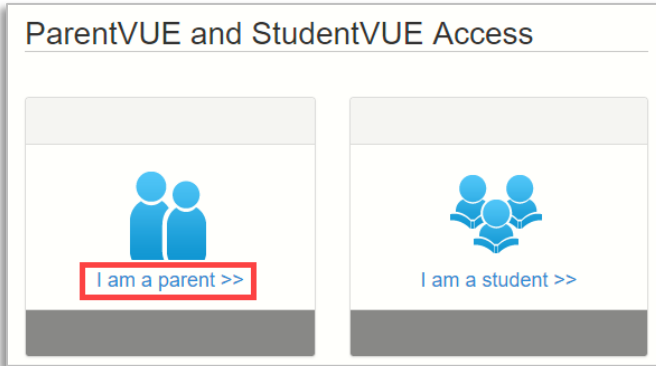 ParentVUE and StudentVUE Access
I am a parent >>
I am a student >>